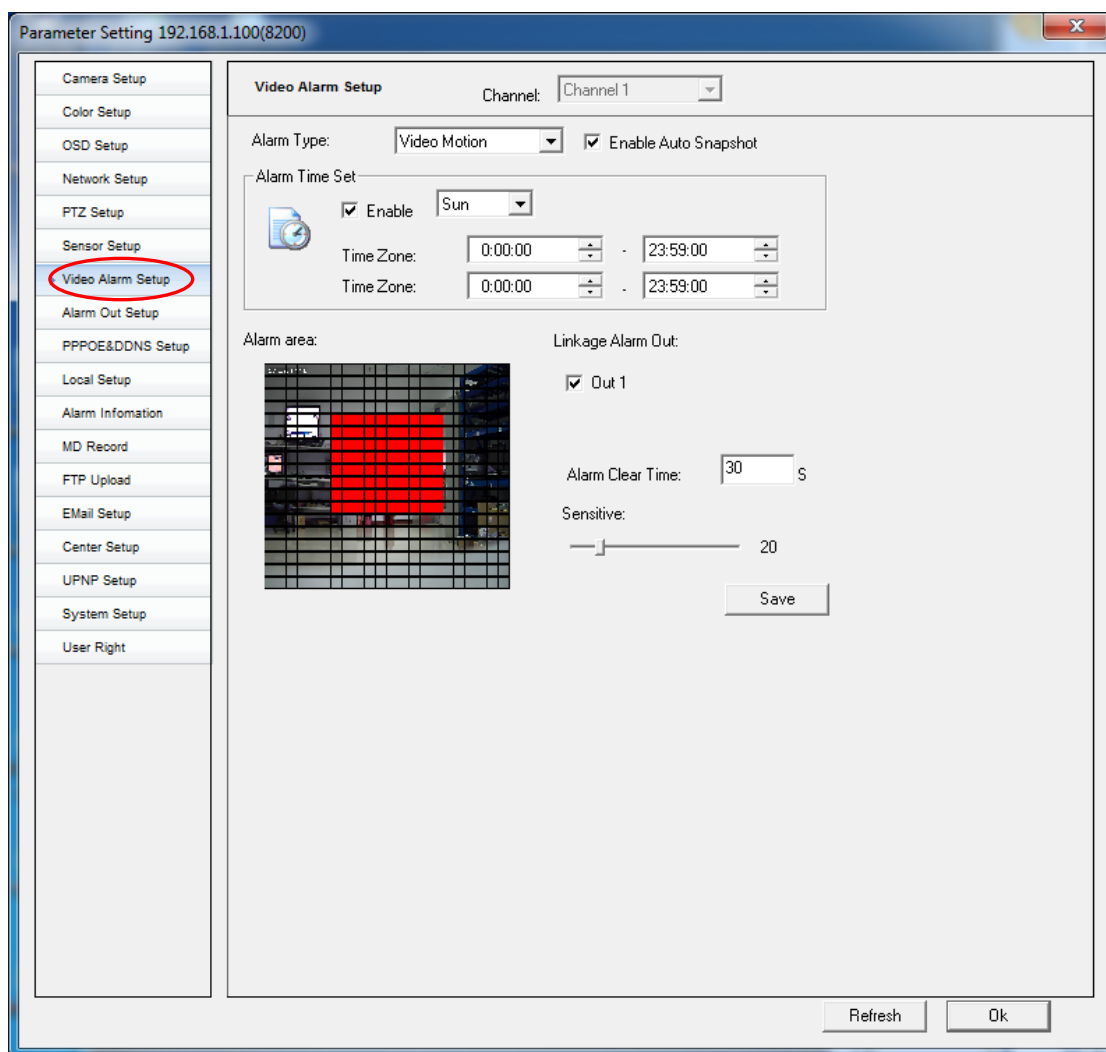 Parameter Setting 192.168.1.100(8200)
Camera Setup
Color Setup
OSD Setup
Network Setup
PTZ Setup
Sensor Setup
Video Alarm Setup
Alarm Out Setup
PPPOE&DDNS Setup
Local Setup
Alarm Infomation
MD Record
FTP Upload
EMail Setup
Center Setup
UPNP Setup
System Setup
User Right
Video Alarm Setup
Channel: Channel 1
Alarm Type: Video Motion Enable Auto Snapshot
Alarm Time Set
Enable Sun
Time Zone: 0:00:00 - 23:59:00
Time Zone: 0:00:00 - 23:59:00
Alarm area:
Linkage Alarm Out:
Out 1
Alarm Clear Time: 30 S
Sensitive:
20
Save
Refresh Ok